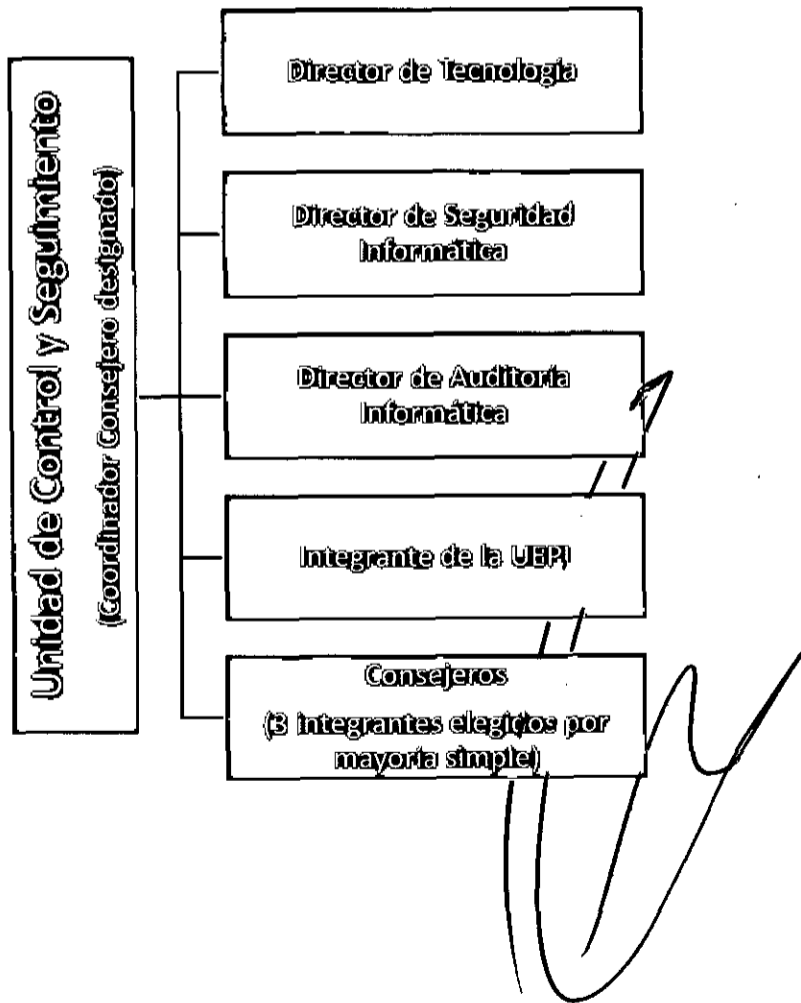 Unidad de Control y Seguimiento
(Coordinador Consejero designado)
Director de Tecnología
Director de Seguridad
Informática
Director de Auditoría
Informática
Integrante de la UEPI
Consejeros
(3 integrantes elegidos por
mayoría simple)